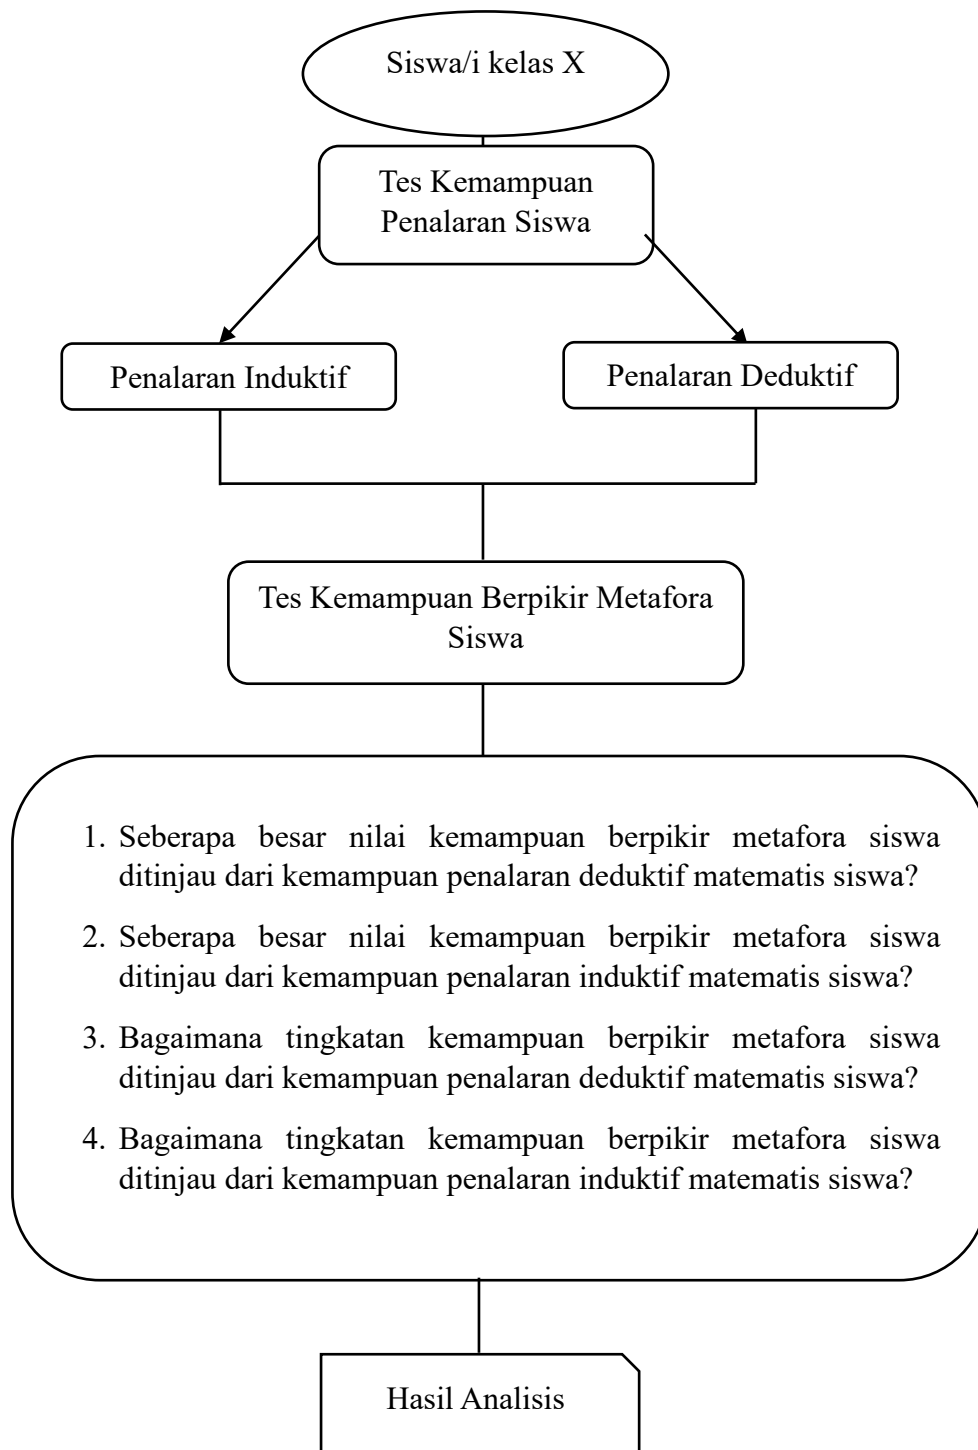 Siswa/i kelas X
Tes Kemampuan
Penalaran Siswa
Penalaran Induktif
Penalaran Deduktif
Tes Kemampuan Berpikir Metafora
Siswa
1. Seberapa besar nilai kemampuan berpikir metafora siswa
ditinjau dari kemampuan penalaran deduktif matematis siswa?
2. Seberapa besar nilai kemampuan berpikir metafora siswa
ditinjau dari kemampuan penalaran induktif matematis siswa?
3. Bagaimana tingkatan kemampuan berpikir metafora siswa
ditinjau dari kemampuan penalaran deduktif matematis siswa?
4. Bagaimana tingkatan kemampuan berpikir metafora siswa
ditinjau dari kemampuan penalaran induktif matematis siswa?
Hasil Analisis